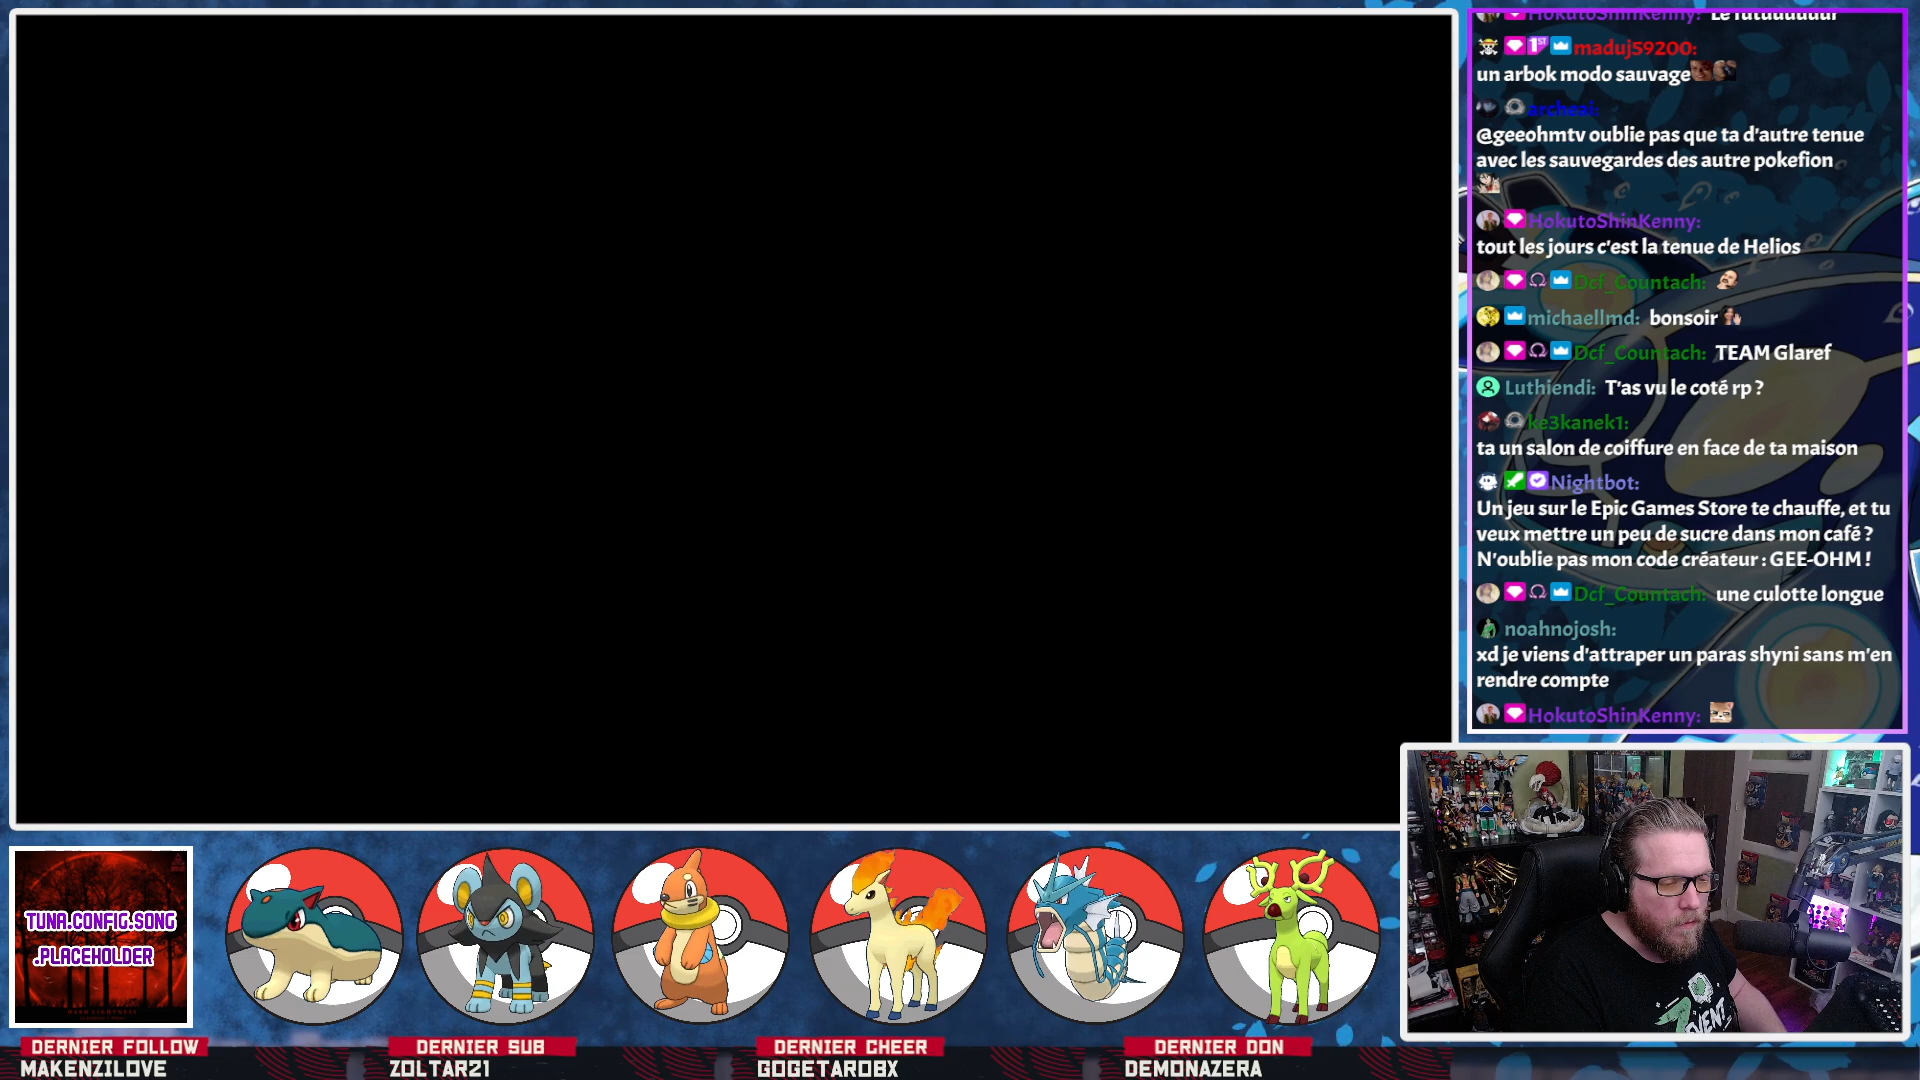 HokutoShinKenny: Le futuuuuuur
maduj59200:
un arbok modo sauvage
archeai:
@geeohmtv oublie pas que ta d'autre tenue
avec les sauvegardes des autre pokefion
HokutoShinKenny:
tout les jours c'est la tenue de Helios
Dcf_Countach:
michaellmd: bonsoir
Dcf_Countach: TEAM Glaref
Luthiendi: T'as vu le coté rp ?
ke3kanek1:
ta un salon de coiffure en face de ta maison
Nightbot:
Un jeu sur le Epic Games Store te chauffe, et tu
veux mettre un peu de sucre dans mon café ?
N'oublie pas mon code créateur : GEE-OHM !
Dcf_Countach: une culotte longue
noahnojosh:
xd je viens d'attraper un paras shyni sans m'en
rendre compte
HokutoShinKenny:
TUNA.CONFIG.SONG
.PLACEHOLDER
DERNIER FOLLOW
MAKENZILOVE
DERNIER SUB
ZOLTAR21
DERNIER CHEER
GOGETAROBX
DERNIER DON
DEMONAZERA